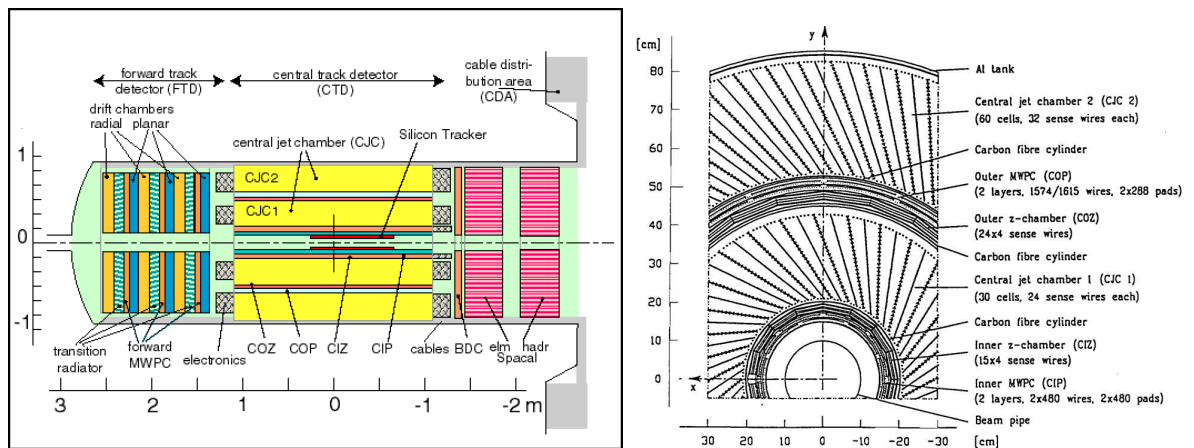 forward track
detector (FTD)
central track detector
(CTD)
cable distri-
bution area
(CDA)
drift chambers
radial planar
Silicon Tracker
central jet chamber (CJC)
1
CJC2
CJC1
0
-1
transition
radiator
forward
MWPC
electronics
COZ COP CIZ CIP cables BDC elm hadr
Spacal
3 2 1 0 -1 -2 m
[cm]
y
80
70
60
50
40
30
20
10
0
x
Al tank
Central jet chamber 2 (CJC 2)
(60 cells, 32 sense wires each)
Carbon fibre cylinder
Outer MWPC (COP)
(2 layers, 1574/1615 wires, 2x288 pads)
Outer z-chamber (COZ)
(24x4 sense wires)
Carbon fibre cylinder
Central jet chamber 1 (CJC 1)
(30 cells, 24 sense wires each)
Carbon fibre cylinder
Inner z-chamber (CIZ)
(15x4 sense wires)
Inner MWPC (CIP)
(2 layers, 2x480 wires, 2x480 pads)
Beam pipe
30 20 10 0 -10 -20 -30 [cm]